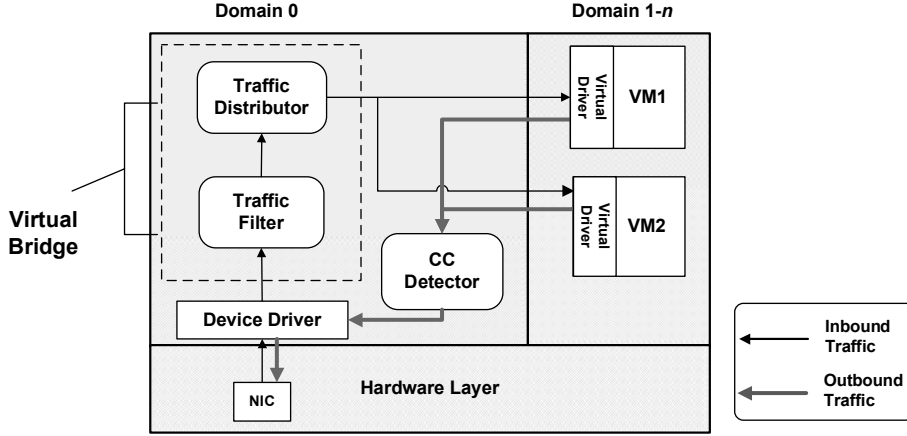 Domain 0
Domain 1-n
Traffic
Distributor
Virtual
Driver
VM1
Traffic
Filter
Virtual
Driver
VM2
Virtual
Bridge
CC
Detector
Device Driver
Inbound
Traffic
Hardware Layer
NIC
Outbound
Traffic